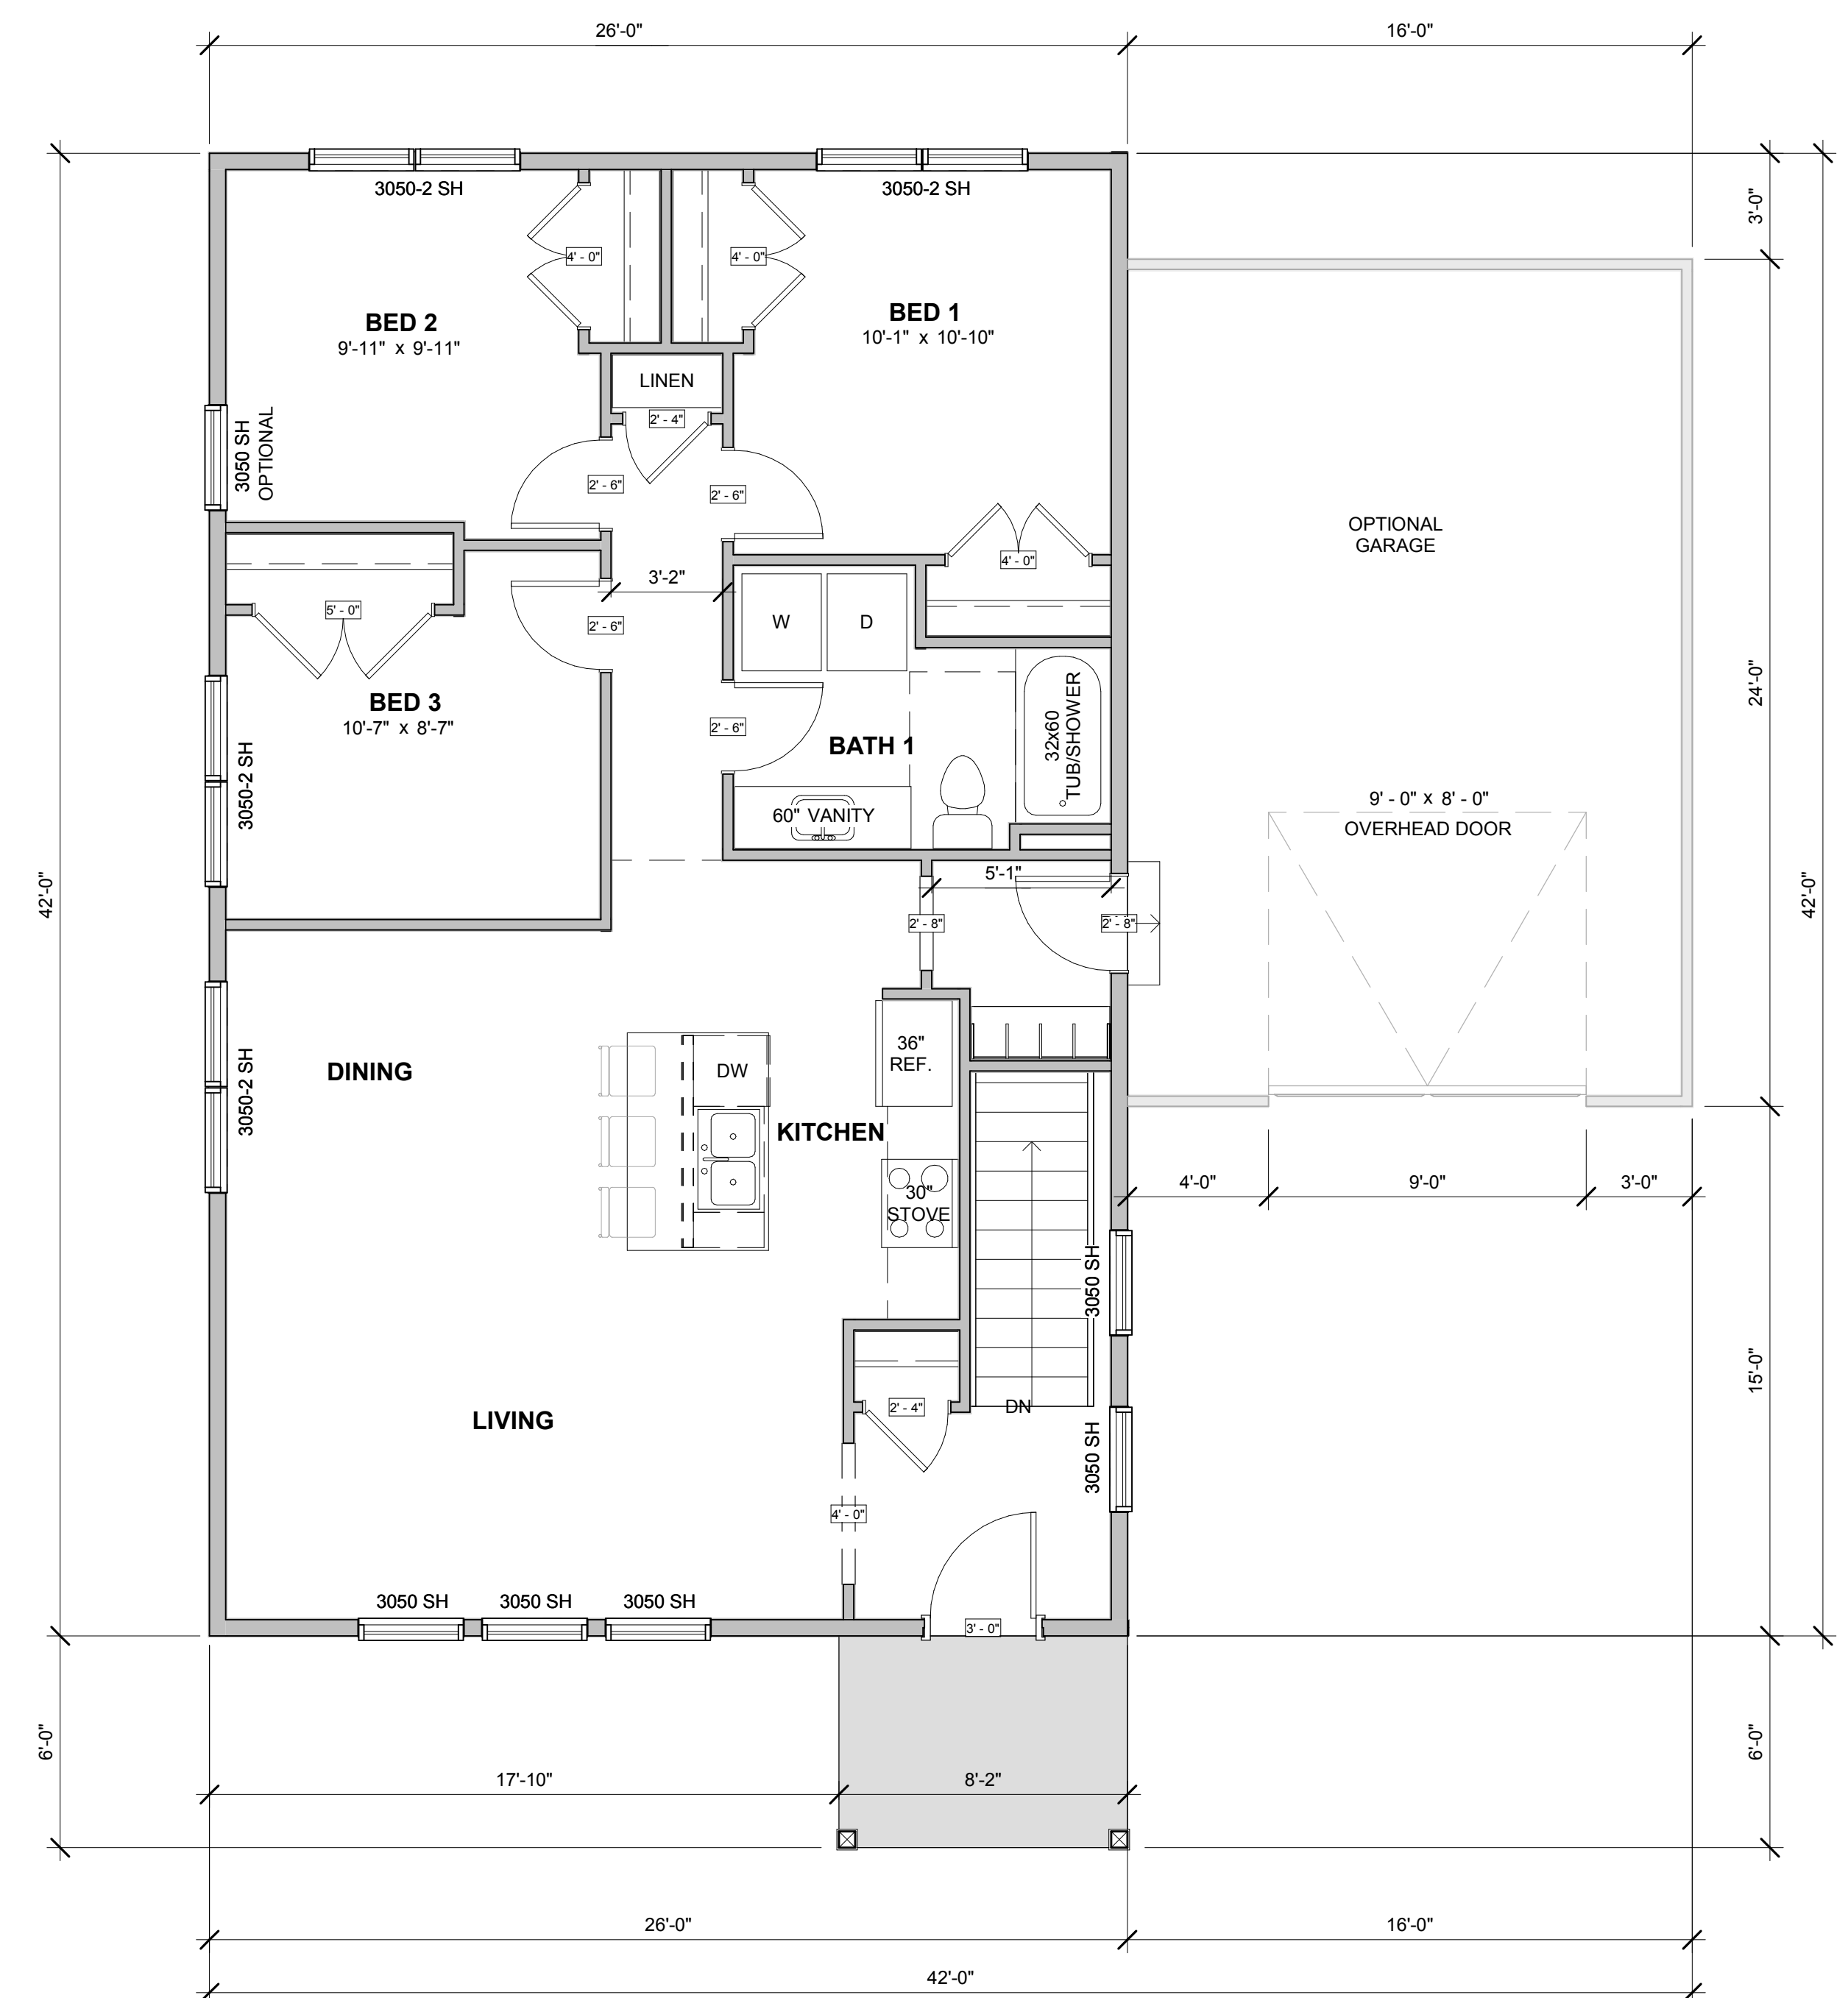 26'-0"
16'-0"
3050-2 SH
3050-2 SH
3'-0"
4' - 0"
4' - 0"
BED 2
9'-11" x 9'-11"
BED 1
10'-1" x 10'-10"
LINEN
2' - 4"
3050 SH
OPTIONAL
2' - 6"
2' - 6"
OPTIONAL
GARAGE
4' - 0"
3'-2"
5' - 0"
2' - 6"
W
D
24'-0"
BED 3
10'-7" x 8'-7"
2' - 6"
BATH 1
32x60
TUB/SHOWER
3050-2 SH
60" VANITY
9' - 0" x 8' - 0"
OVERHEAD DOOR
42'-0"
42'-0"
5'-1"
2' - 8"
2' - 8"
36"
REF.
DINING
DW
3050-2 SH
KITCHEN
30"
STOVE
4'-0"
9'-0"
3'-0"
3050 SH
15'-0"
2' - 4"
DN
LIVING
3050 SH
4' - 0"
3050 SH
3050 SH
3050 SH
3' - 0"
6'-0"
6'-0"
17'-10"
8'-2"
26'-0"
16'-0"
42'-0"